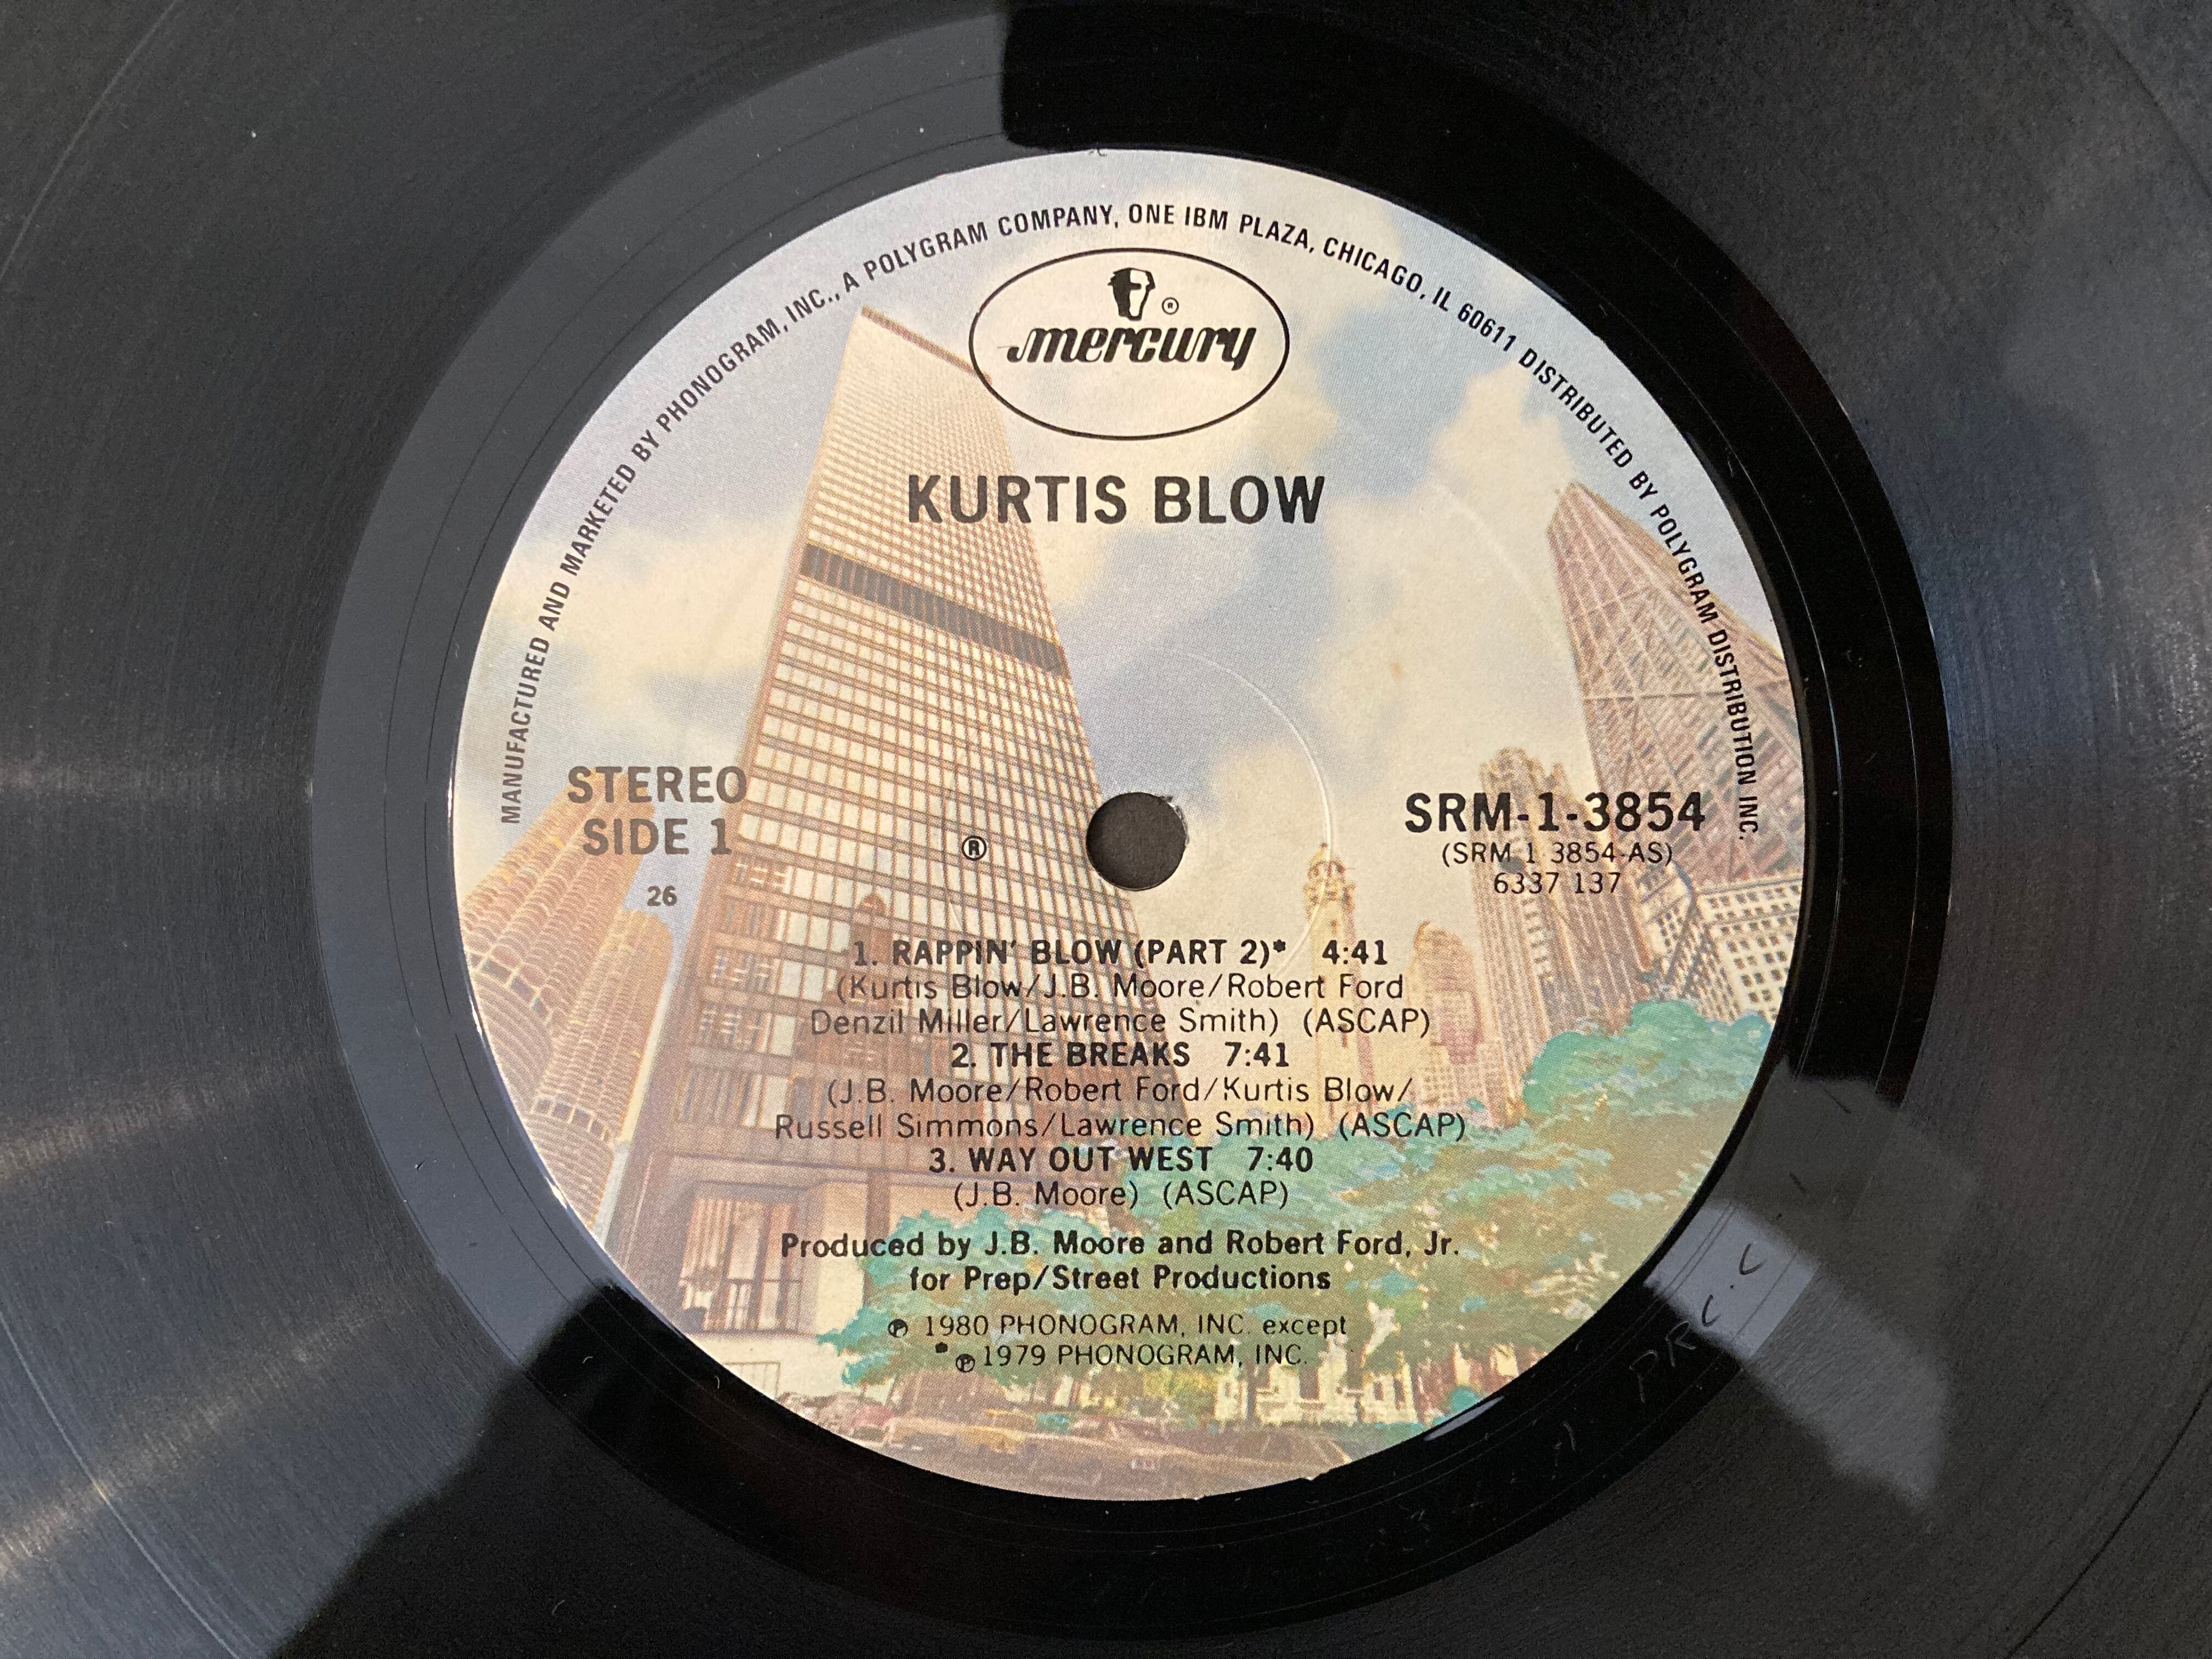 MANUFACTURED AND MARKETED BY PHONOGRAM, INC., A POLYGRAM COMPANY, ONE IBM PLAZA, CHICAGO, IL 60611 DISTRIBUTED BY POLYGRAM DISTRIBUTION INC.
®
mercury
KURTIS BLOW
STEREO
SIDE 1
26
®
SRM-1-3854
(SRM 1 3854-AS)
6337 137
1. RAPPIN' BLOW (PART 2)* 4:41
(Kurtis Blow/J.B. Moore/Robert Ford
Denzil Miller/Lawrence Smith) (ASCAP)
2. THE BREAKS 7:41
(J.B. Moore/Robert Ford/Kurtis Blow/
Russell Simmons/Lawrence Smith) (ASCAP)
3. WAY OUT WEST 7:40
(J.B. Moore) (ASCAP)
Produced by J.B. Moore and Robert Ford, Jr.
for Prep/Street Productions
℗ 1980 PHONOGRAM, INC. except
* ℗ 1979 PHONOGRAM, INC.